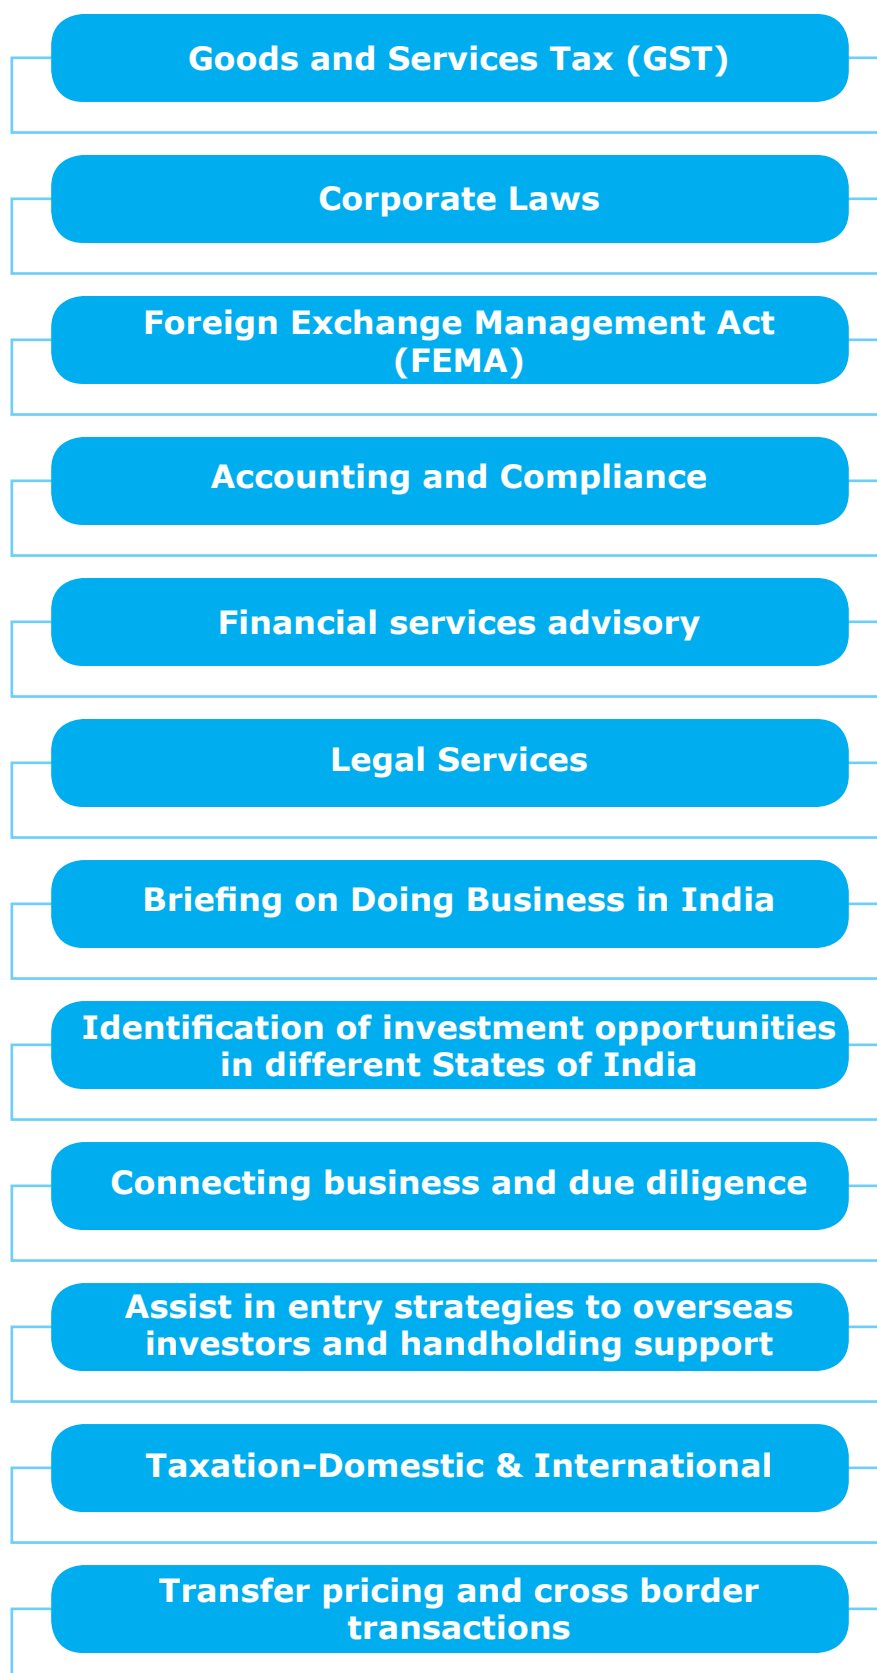 Goods and Services Tax (GST)
Corporate Laws
Foreign Exchange Management Act
(FEMA)
Accounting and Compliance
Financial services advisory
Legal Services
Briefing on Doing Business in India
Identification of investment opportunities
in different States of India
Connecting business and due diligence
Assist in entry strategies to overseas
investors and handholding support
Taxation–Domestic & International
Transfer pricing and cross border
transactions